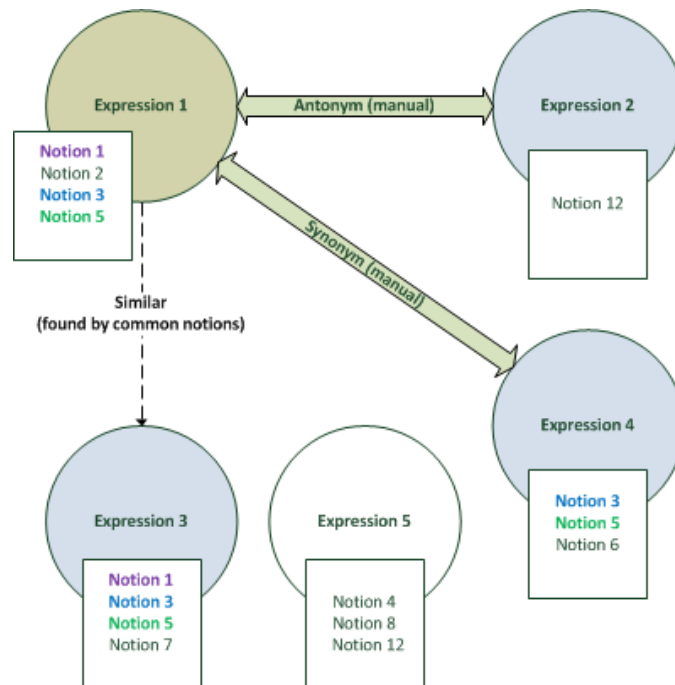 Expression 1
Antonym (manual)
Expression 2
Notion 1
Notion 2
Notion 3
Notion 5
Notion 12
Synonym (manual)
Similar
(found by common notions)
Expression 4
Notion 3
Notion 5
Notion 6
Expression 3
Notion 1
Notion 3
Notion 5
Notion 7
Expression 5
Notion 4
Notion 8
Notion 12